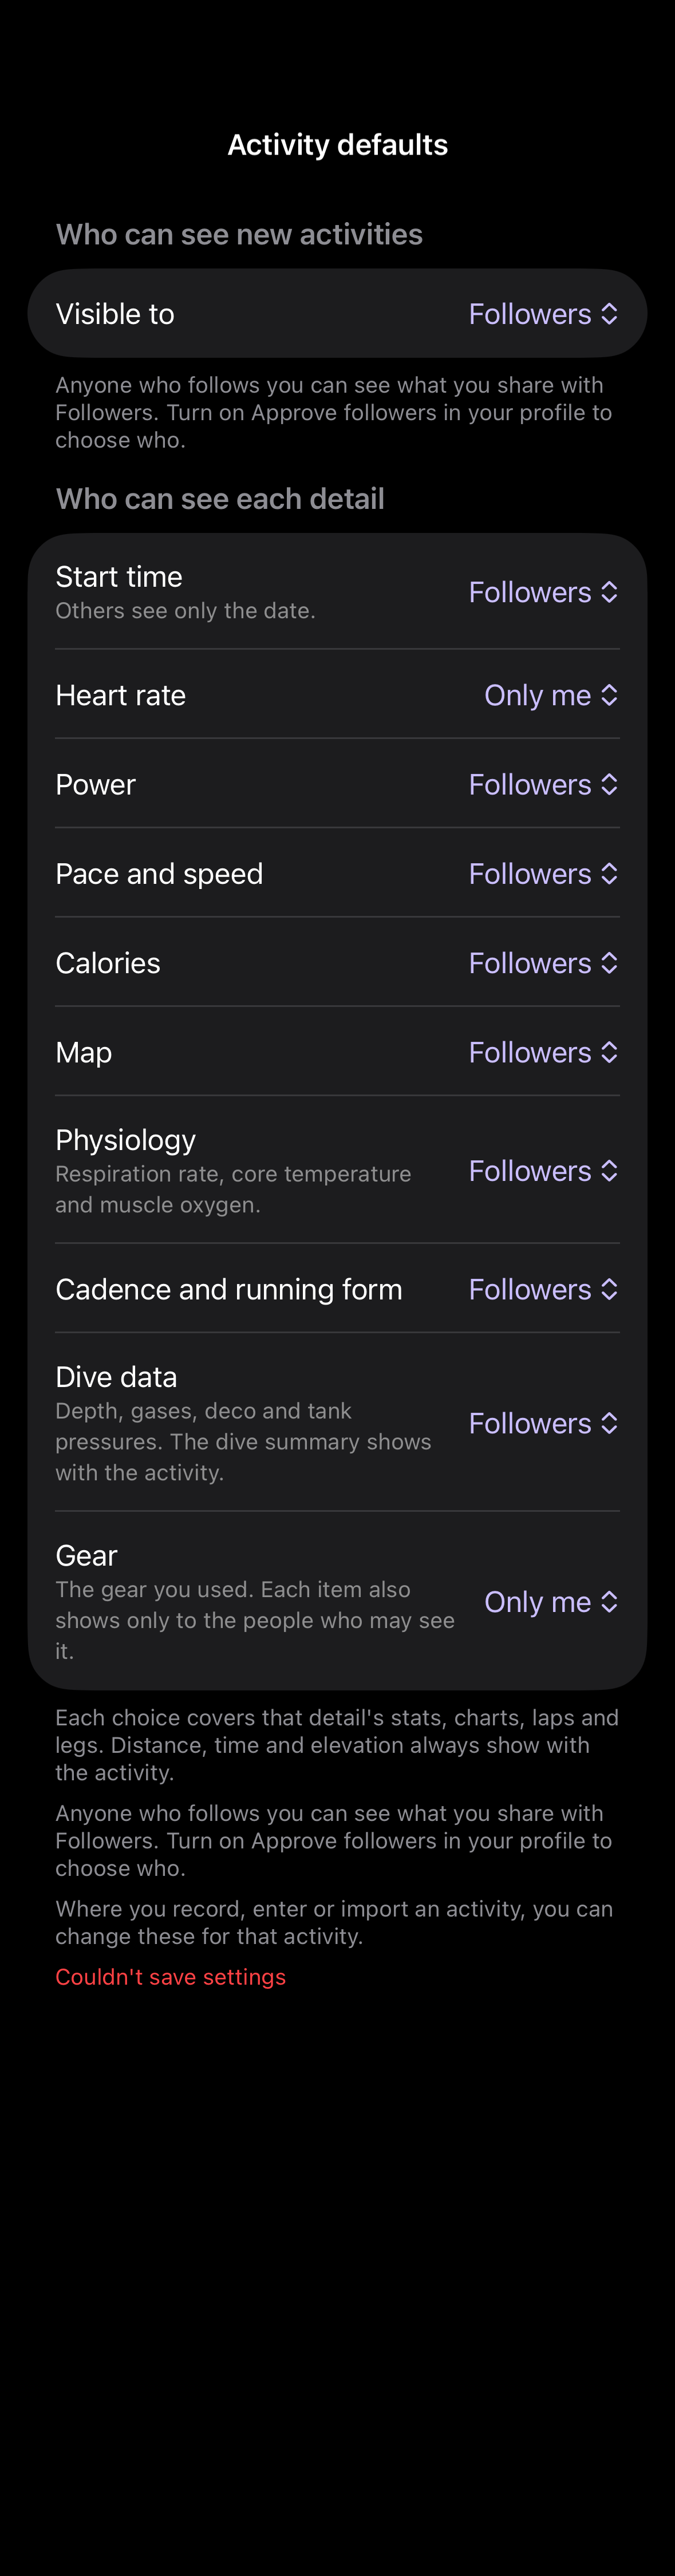 Activity defaults
Who can see new activities
Visible to
Followers
Anyone who follows you can see what you share with
Followers. Turn on Approve followers in your profile to
choose who.
Who can see each detail
Start time
Others see only the date.
Followers
Heart rate
Only me
Power
Followers
Pace and speed
Followers
Calories
Followers
Map
Followers
Physiology
Respiration rate, core temperature
and muscle oxygen.
Followers
Cadence and running form
Followers
Dive data
Depth, gases, deco and tank
pressures. The dive summary shows
with the activity.
Followers
Gear
The gear you used. Each item also
shows only to the people who may see
it.
Only me
Each choice covers that detail's stats, charts, laps and
legs. Distance, time and elevation always show with
the activity.
Anyone who follows you can see what you share with
Followers. Turn on Approve followers in your profile to
choose who.
Where you record, enter or import an activity, you can
change these for that activity.
Couldn't save settings